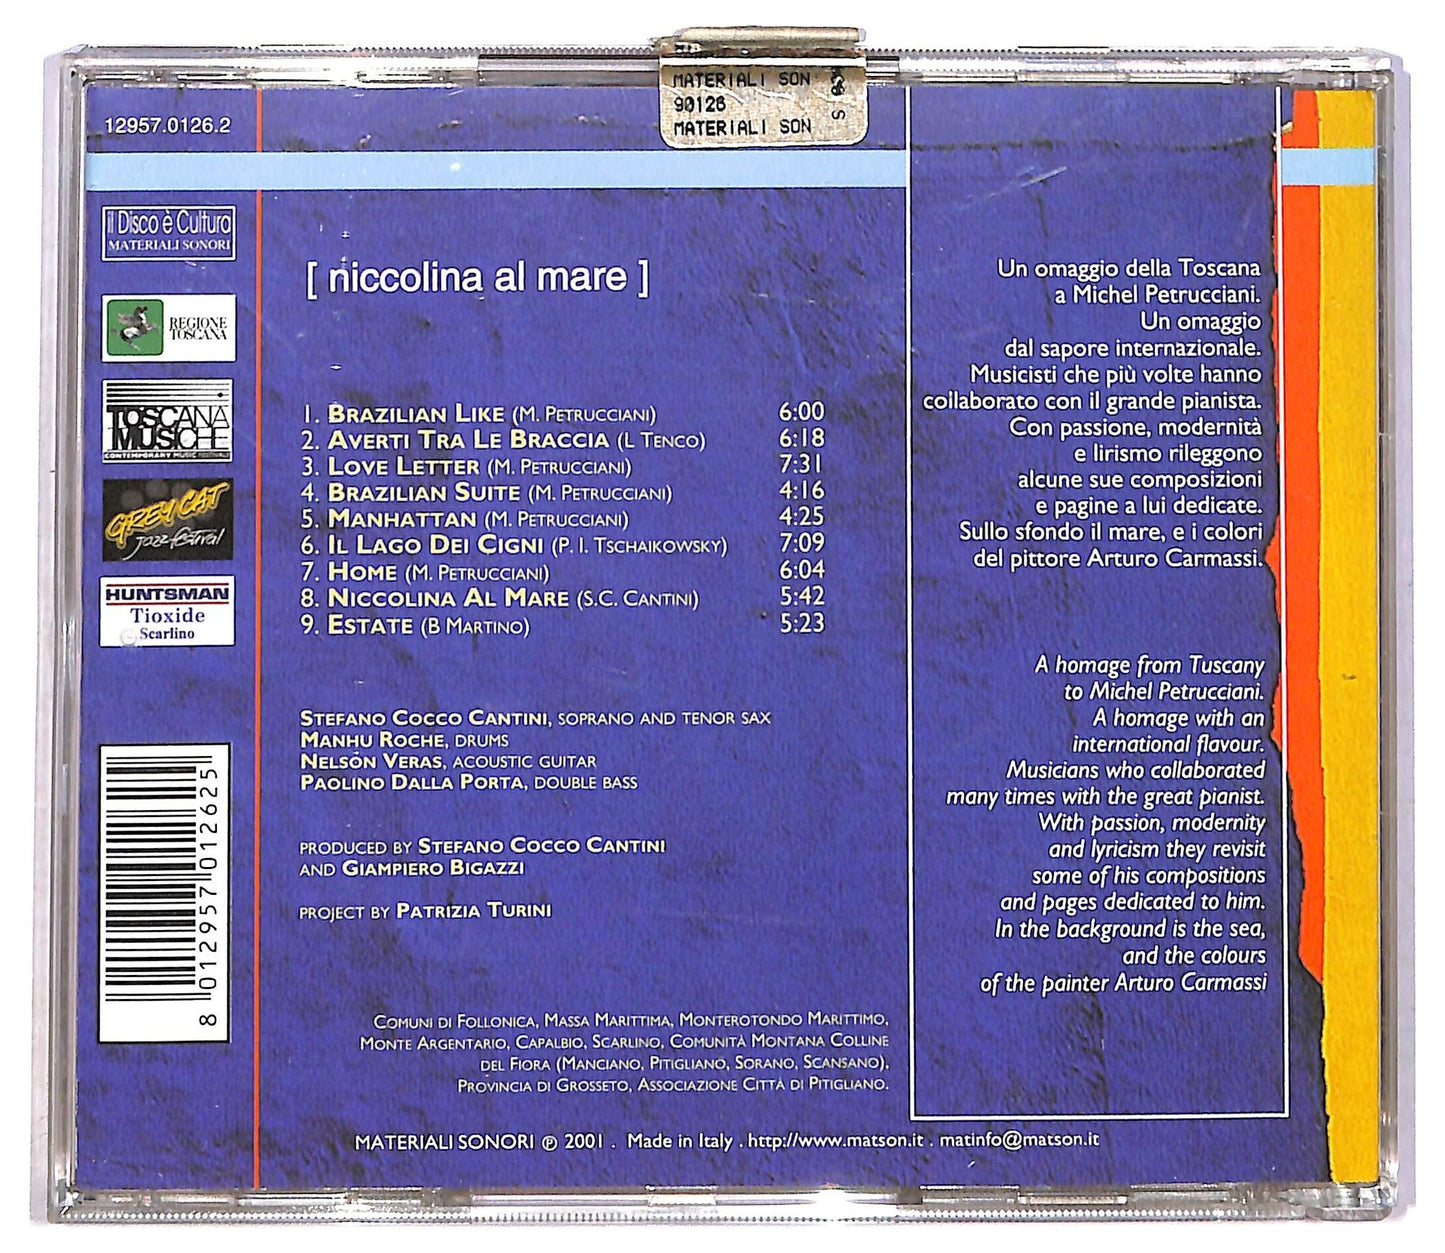 MATERIALI SON
90126
MATERIALI SON
12957.0126.2
il Disco è Cultura
MATERIALI SONORI
REGIONE
TOSCANA
TOSCANA
MUSICHE
CONTEMPORARY MUSIC FESTIVALS
GREY CAT
jazz festival
HUNTSMAN
Tioxide
Scarlino
8 012957 012625
[ niccolina al mare ]
1. BRAZILIAN LIKE (M. PETRUCCIANI) 6:00
2. AVERTI TRA LE BRACCIA (L TENCO) 6:18
3. LOVE LETTER (M. PETRUCCIANI) 7:31
4. BRAZILIAN SUITE (M. PETRUCCIANI) 4:16
5. MANHATTAN (M. PETRUCCIANI) 4:25
6. IL LAGO DEI CIGNI (P. I. TSCHAIKOWSKY) 7:09
7. HOME (M. PETRUCCIANI) 6:04
8. NICCOLINA AL MARE (S.C. CANTINI) 5:42
9. ESTATE (B MARTINO) 5:23
STEFANO COCCO CANTINI, SOPRANO AND TENOR SAX
MANHU ROCHE, DRUMS
NELSON VERAS, ACOUSTIC GUITAR
PAOLINO DALLA PORTA, DOUBLE BASS
PRODUCED BY STEFANO COCCO CANTINI
AND GIAMPIERO BIGAZZI
PROJECT BY PATRIZIA TURINI
COMUNI DI FOLLONICA, MASSA MARITTIMA, MONTEROTONDO MARITTIMO,
MONTE ARGENTARIO, CAPALBIO, SCARLINO, COMUNITÀ MONTANA COLLINE
DEL FIORA (MANCIANO, PITIGLIANO, SORANO, SCANSANO),
PROVINCIA DI GROSSETO, ASSOCIAZIONE CITTÀ DI PITIGLIANO.
MATERIALI SONORI ℗ 2001 . Made in Italy . http://www.matson.it . matinfo@matson.it
Un omaggio della Toscana
a Michel Petrucciani.
Un omaggio
dal sapore internazionale.
Musicisti che più volte hanno
collaborato con il grande pianista.
Con passione, modernità
e lirismo rileggono
alcune sue composizioni
e pagine a lui dedicate.
Sullo sfondo il mare, e i colori
del pittore Arturo Carmassi.
A homage from Tuscany
to Michel Petrucciani.
A homage with an
international flavour.
Musicians who collaborated
many times with the great pianist.
With passion, modernity
and lyricism they revisit
some of his compositions
and pages dedicated to him.
In the background is the sea,
and the colours
of the painter Arturo Carmassi